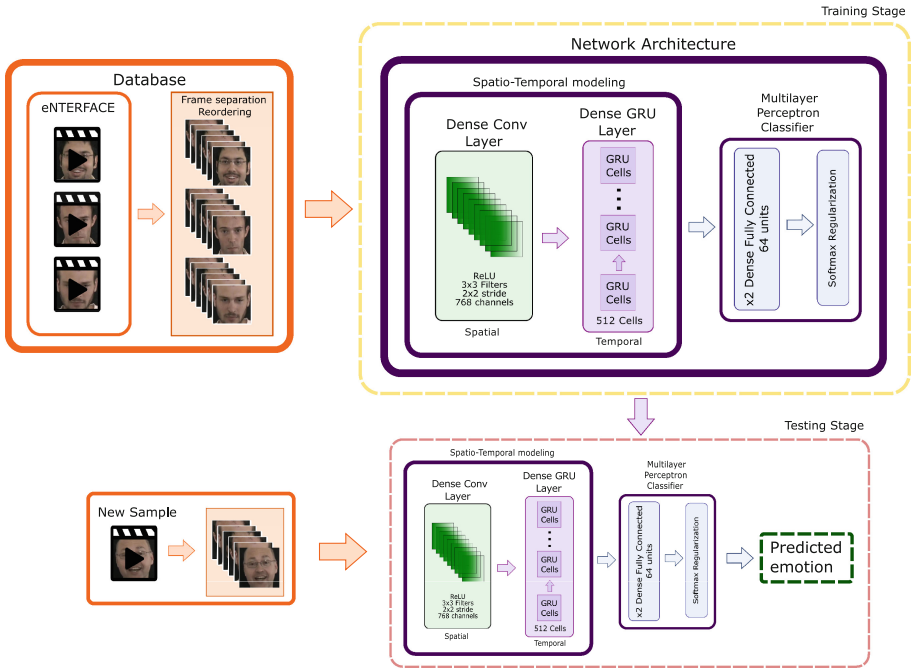 Training Stage
Network Architecture
Database
eNTERFACE
Frame separation
Reordering
Spatio-Temporal modeling
Dense Conv
Layer
ReLU
3x3 Filters
2x2 stride
768 channels
Spatial
Dense GRU
Layer
GRU
Cells
GRU
Cells
GRU
Cells
512 Cells
Temporal
Multilayer
Perceptron
Classifier
x2 Dense Fully Connected
64 units
Softmax Regularization
Testing Stage
New Sample
Spatio-Temporal modeling
Dense Conv
Layer
ReLU
3x3 Filters
2x2 stride
768 channels
Spatial
Dense GRU
Layer
GRU
Cells
GRU
Cells
GRU
Cells
512 Cells
Temporal
Multilayer
Perceptron
Classifier
x2 Dense Fully Connected
64 units
Softmax Regularization
Predicted
emotion